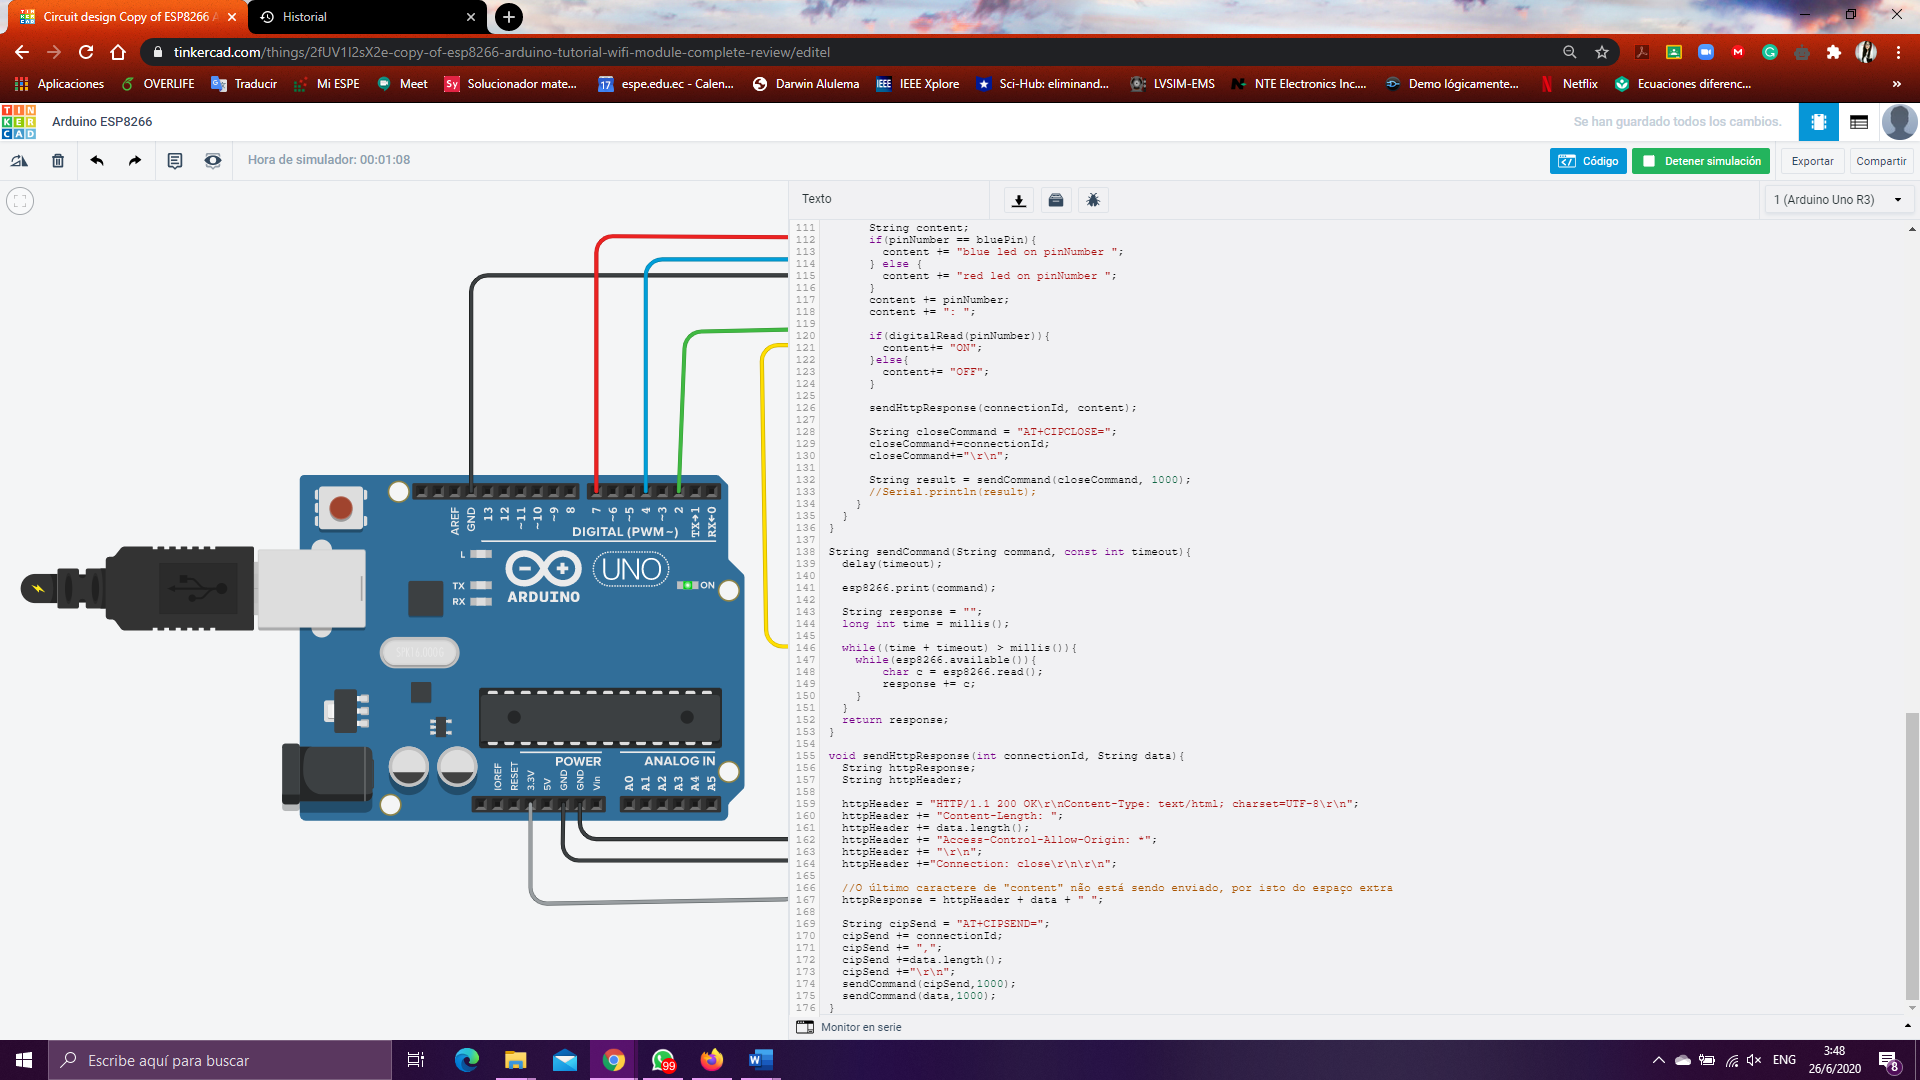 Circuit design Copy of ESP8266 A
Historial
tinkercad.com/things/2fUV1I2sX2e-copy-of-esp8266-arduino-tutorial-wifi-module-complete-review/editel
Aplicaciones
OVERLIFE
Traducir
Mi ESPE
Meet
Solucionador mate...
espe.edu.ec - Calen...
Darwin Alulema
IEEE Xplore
Sci-Hub: eliminand...
LVSIM-EMS
NTE Electronics Inc....
Demo lógicamente...
Netflix
Ecuaciones diferenc...
»
TINKERCAD
Arduino ESP8266
Se han guardado todos los cambios.
Hora de simulador: 00:01:08
Código
Detener simulación
Exportar
Compartir
Texto
1 (Arduino Uno R3)
111 String content;
112 if(pinNumber == bluePin){
113 content += "blue led on pinNumber ";
114 } else {
115 content += "red led on pinNumber ";
116 }
117 content += pinNumber;
118 content += ": ";
119
120 if(digitalRead(pinNumber)){
121 content+= "ON";
122 }else{
123 content+= "OFF";
124 }
125
126 sendHttpResponse(connectionId, content);
127
128 String closeCommand = "AT+CIPCLOSE=";
129 closeCommand+=connectionId;
130 closeCommand+="\r\n";
131
132 String result = sendCommand(closeCommand, 1000);
133 //Serial.println(result);
134 }
135 }
136 }
137
138 String sendCommand(String command, const int timeout){
139 delay(timeout);
140
141 esp8266.print(command);
142
143 String response = "";
144 long int time = millis();
145
146 while((time + timeout) > millis()){
147 while(esp8266.available()){
148 char c = esp8266.read();
149 response += c;
150 }
151 }
152 return response;
153 }
154
155 void sendHttpResponse(int connectionId, String data){
156 String httpResponse;
157 String httpHeader;
158
159 httpHeader = "HTTP/1.1 200 OK\r\nContent-Type: text/html; charset=UTF-8\r\n";
160 httpHeader += "Content-Length: ";
161 httpHeader += data.length();
162 httpHeader += "Access-Control-Allow-Origin: *";
163 httpHeader += "\r\n";
164 httpHeader +="Connection: close\r\n\r\n";
165
166 //O último caractere de "content" não está sendo enviado, por isto do espaço extra
167 httpResponse = httpHeader + data + " ";
168
169 String cipSend = "AT+CIPSEND=";
170 cipSend += connectionId;
171 cipSend += ",";
172 cipSend +=data.length();
173 cipSend +="\r\n";
174 sendCommand(cipSend,1000);
175 sendCommand(data,1000);
176 }
AREF
GND
13
12
~11
~10
~9
8
7
~6
~5
4
~3
2
TX→1
RX←0
DIGITAL (PWM~)
L
TX
RX
UNO
ON
ARDUINO
POWER
ANALOG IN
IOREF
RESET
3.3V
5V
GND
GND
Vin
A0
A1
A2
A3
A4
A5
Monitor en serie
Escribe aquí para buscar
99
ENG
3:48
26/6/2020
8